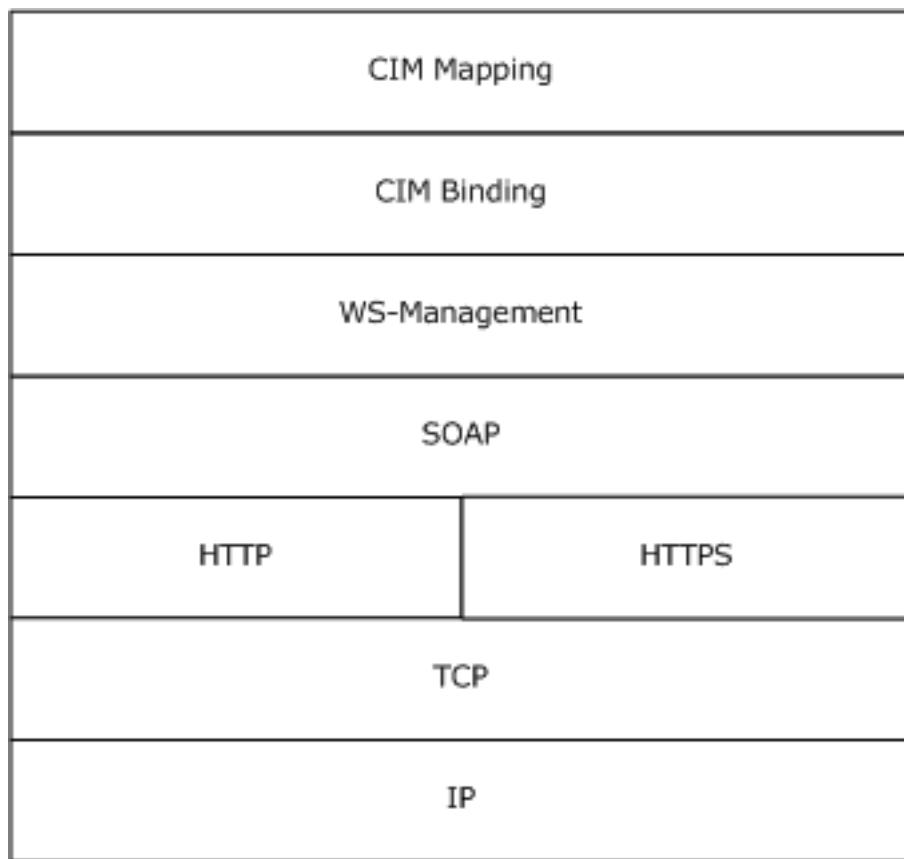 CIM Mapping
CIM Binding
WS-Management
SOAP
HTTP
HTTPS
TCP
IP